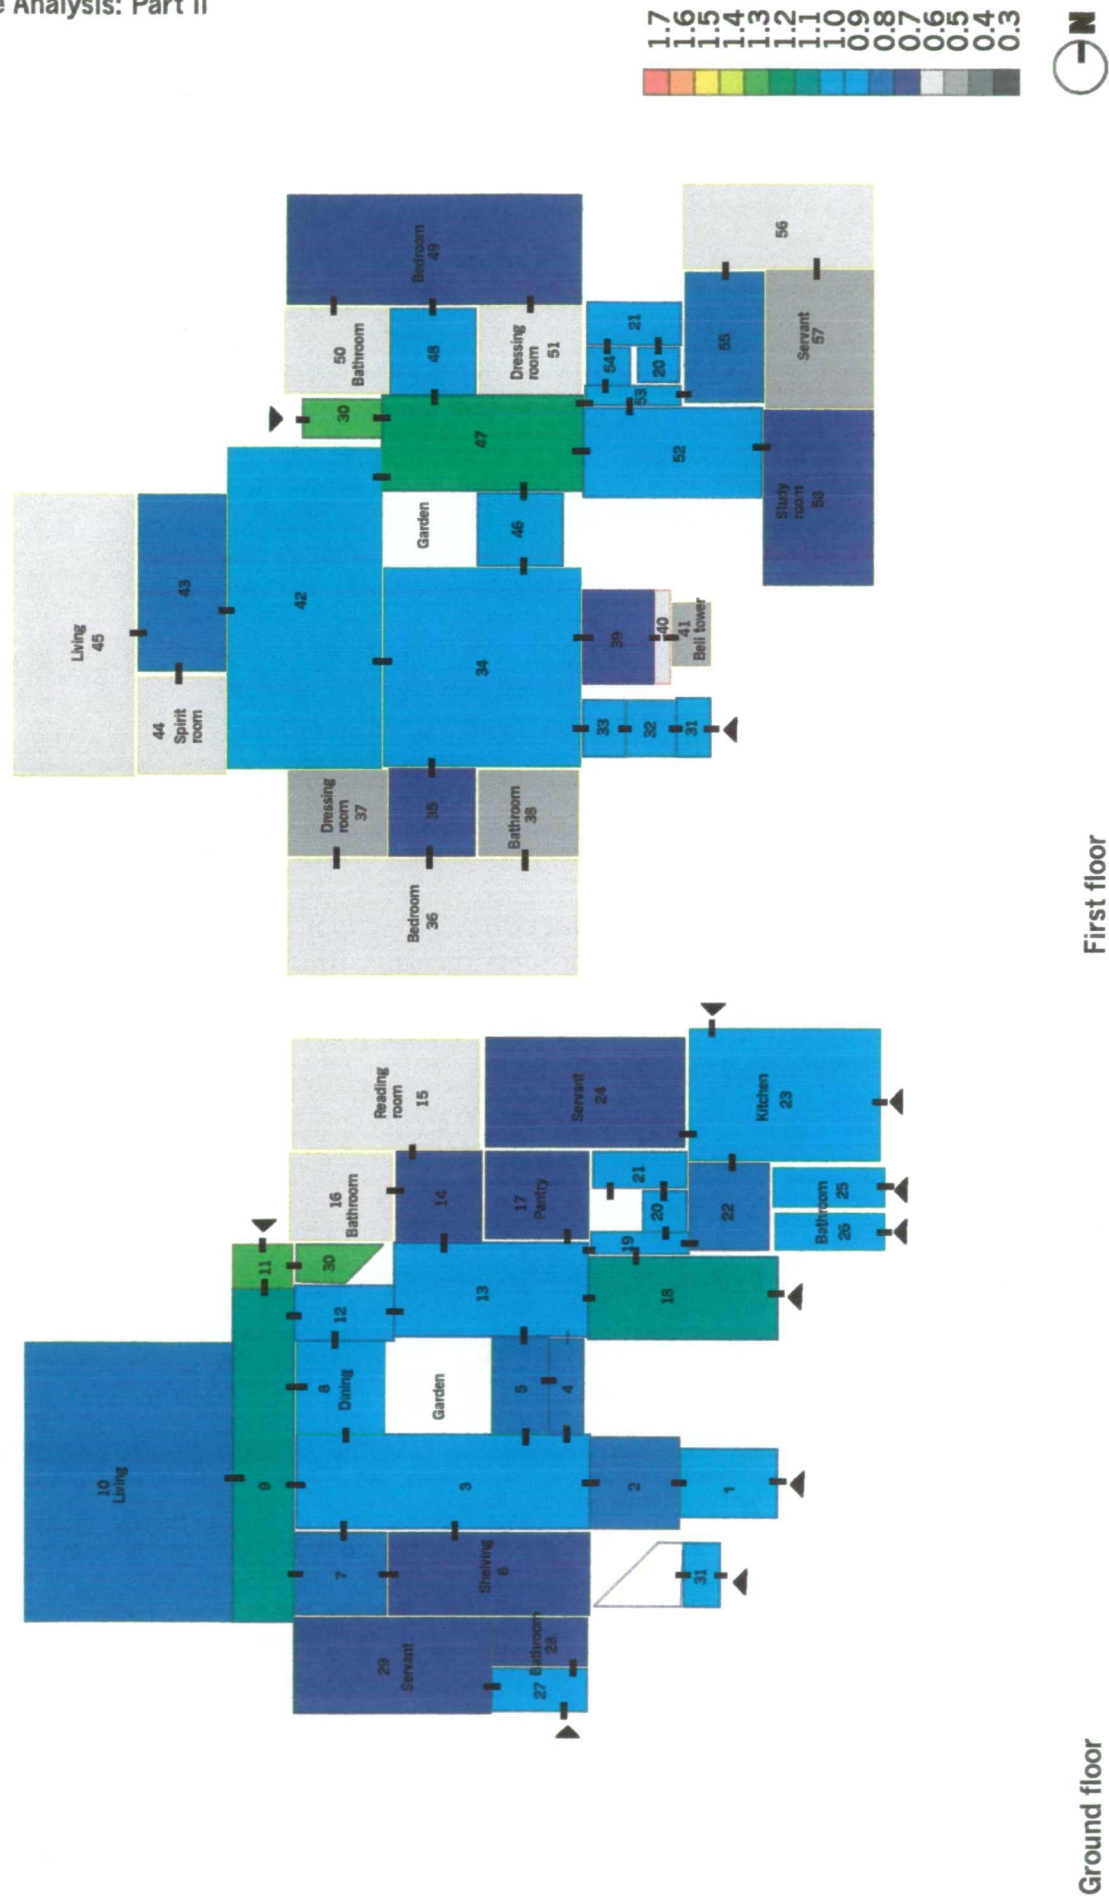 e Analysis: Part II
1.7
1.6
1.5
1.4
1.3
1.2
1.1
1.0
0.9
0.8
0.7
0.6
0.5
0.4
0.3
N
Living
45
44
Spirit
room
43
42
30
50
Bathroom
Bedroom
49
48
Dressing
room
51
47
Garden
46
34
Dressing
room
37
35
Bathroom
38
Bedroom
36
39
40
41
Bell tower
33
32
31
21
54
20
53
52
55
56
Servant
57
Study
room
58
First floor
10
Living
9
11
30
16
Bathroom
Reading
room
15
14
17
Pantry
Servant
24
12
8
Dining
13
Garden
5
4
3
7
Shelving
6
29
Servant
Bathroom
28
27
2
1
31
18
19
20
21
22
Kitchen
23
Bathroom
25
26
Ground floor